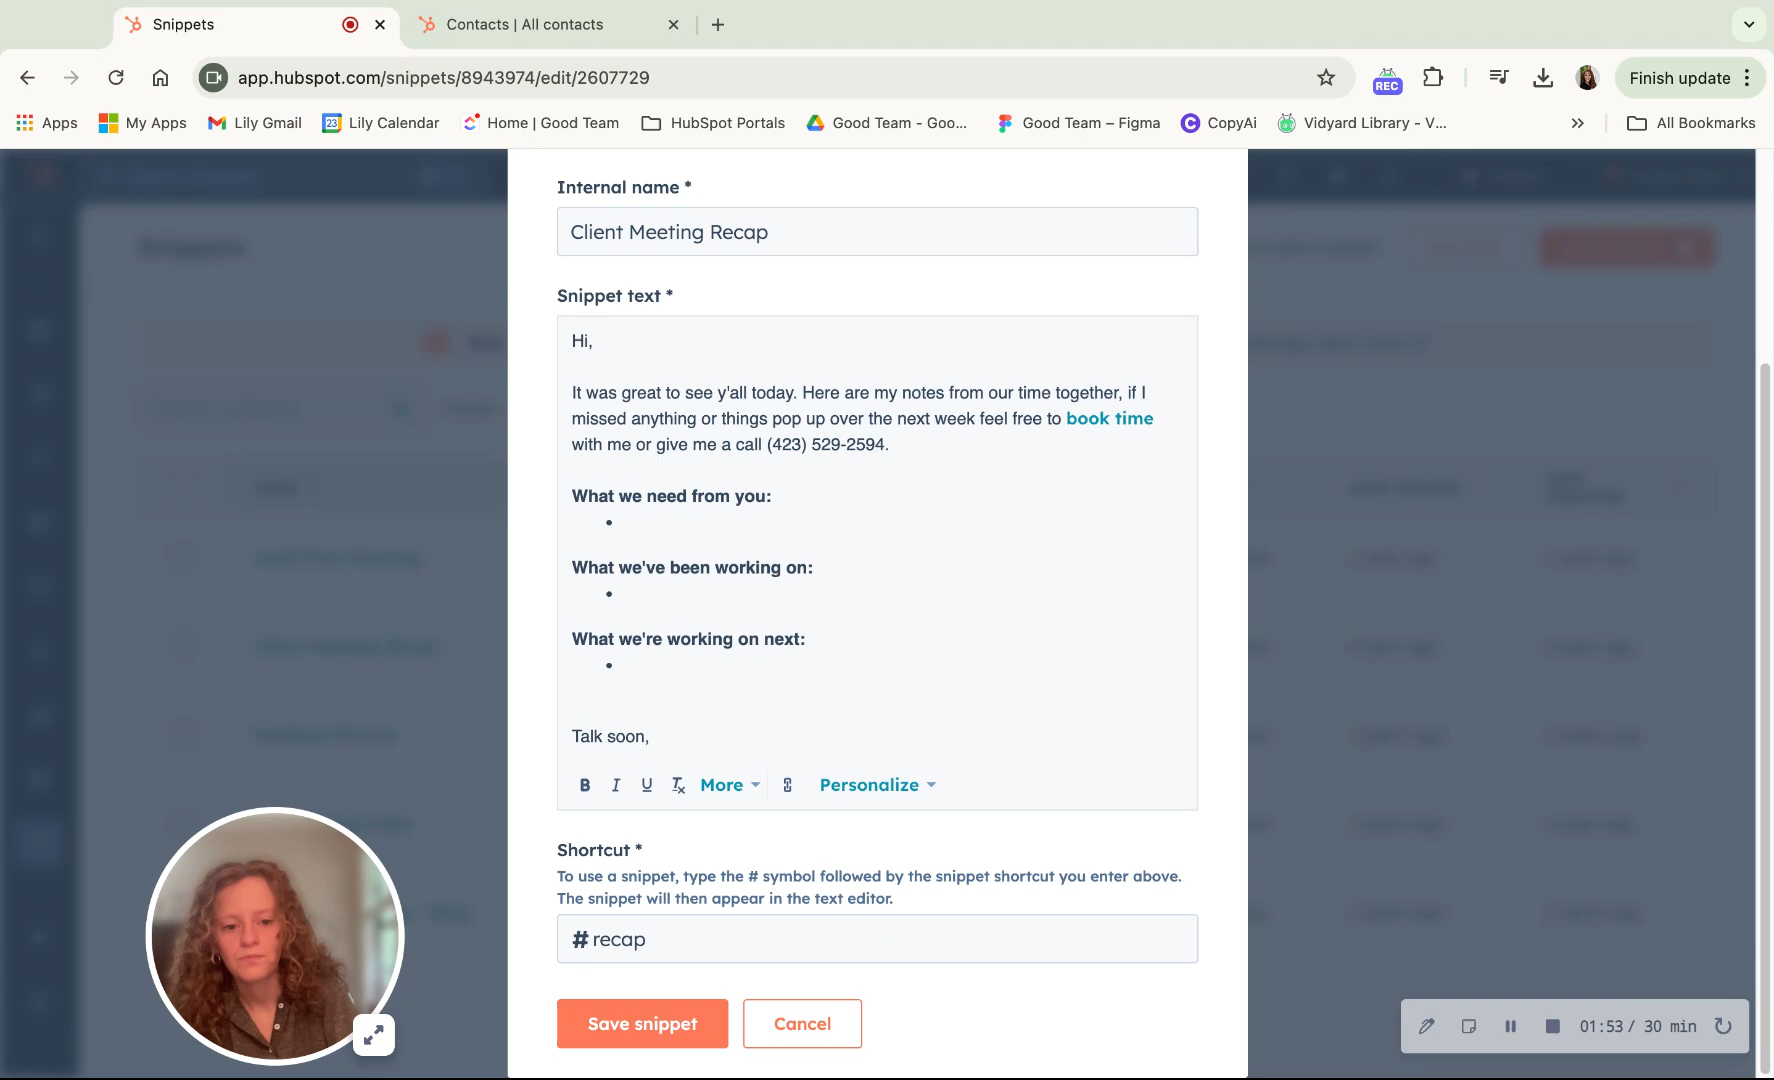 Snippets
Contacts | All contacts
app.hubspot.com/snippets/8943974/edit/2607729
REC
Finish update
Apps
My Apps
Lily Gmail
23
Lily Calendar
Home | Good Team
HubSpot Portals
Good Team - Goo...
Good Team – Figma
CopyAi
Vidyard Library - V...
All Bookmarks
Internal name *
Client Meeting Recap
Snippet text *
Hi,
It was great to see y'all today. Here are my notes from our time together, if I
missed anything or things pop up over the next week feel free to book time
with me or give me a call (423) 529-2594.
What we need from you:
•
What we've been working on:
•
What we're working on next:
•
Talk soon,
B I U Tx More Personalize
Shortcut *
To use a snippet, type the # symbol followed by the snippet shortcut you enter above.
The snippet will then appear in the text editor.
# recap
Save snippet
Cancel
01:53 / 30 min